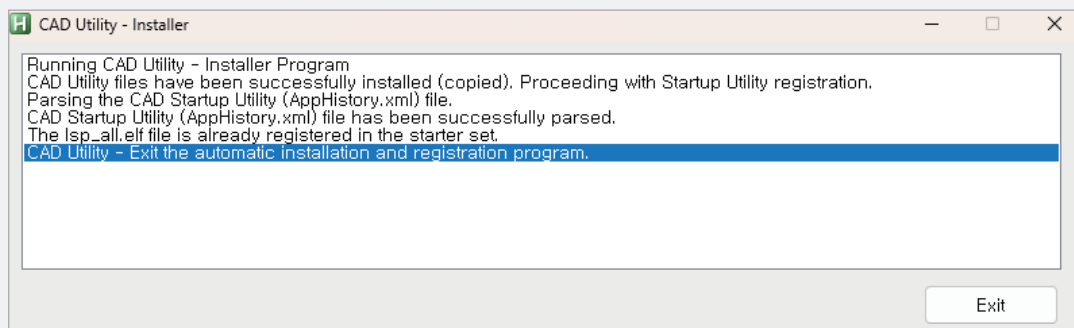 H CAD Utility - Installer
Running CAD Utility - Installer Program
CAD Utility files have been successfully installed (copied). Proceeding with Startup Utility registration.
Parsing the CAD Startup Utility (AppHistory.xml) file.
CAD Startup Utility (AppHistory.xml) file has been successfully parsed.
The lsp_all.elf file is already registered in the starter set.
CAD Utility - Exit the automatic installation and registration program.
Exit